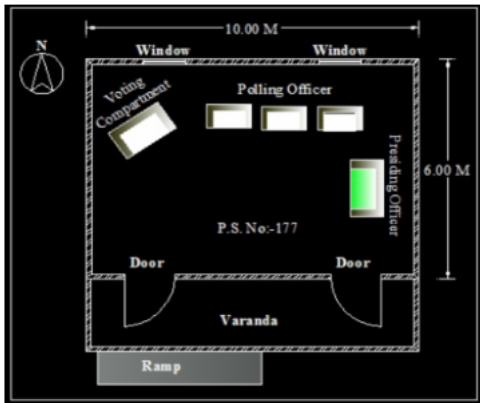 10.00 M
N
Window
Window
Voting
Compartment
Polling Officer
Presiding Officer
6.00 M
P.S. No:-177
Door
Door
Varanda
Ramp